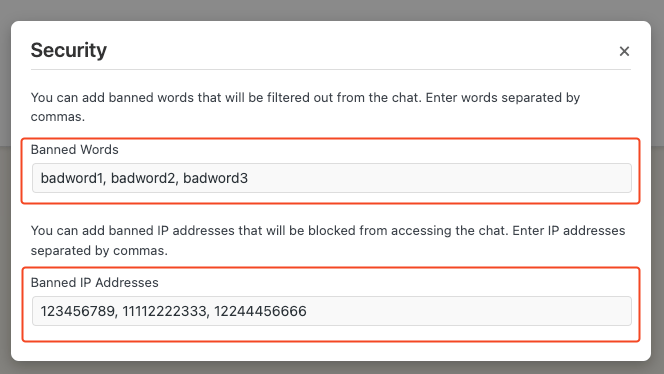 Security
×
You can add banned words that will be filtered out from the chat. Enter words separated by
commas.
Banned Words
badword1, badword2, badword3
You can add banned IP addresses that will be blocked from accessing the chat. Enter IP addresses
separated by commas.
Banned IP Addresses
123456789, 11112222333, 12244456666